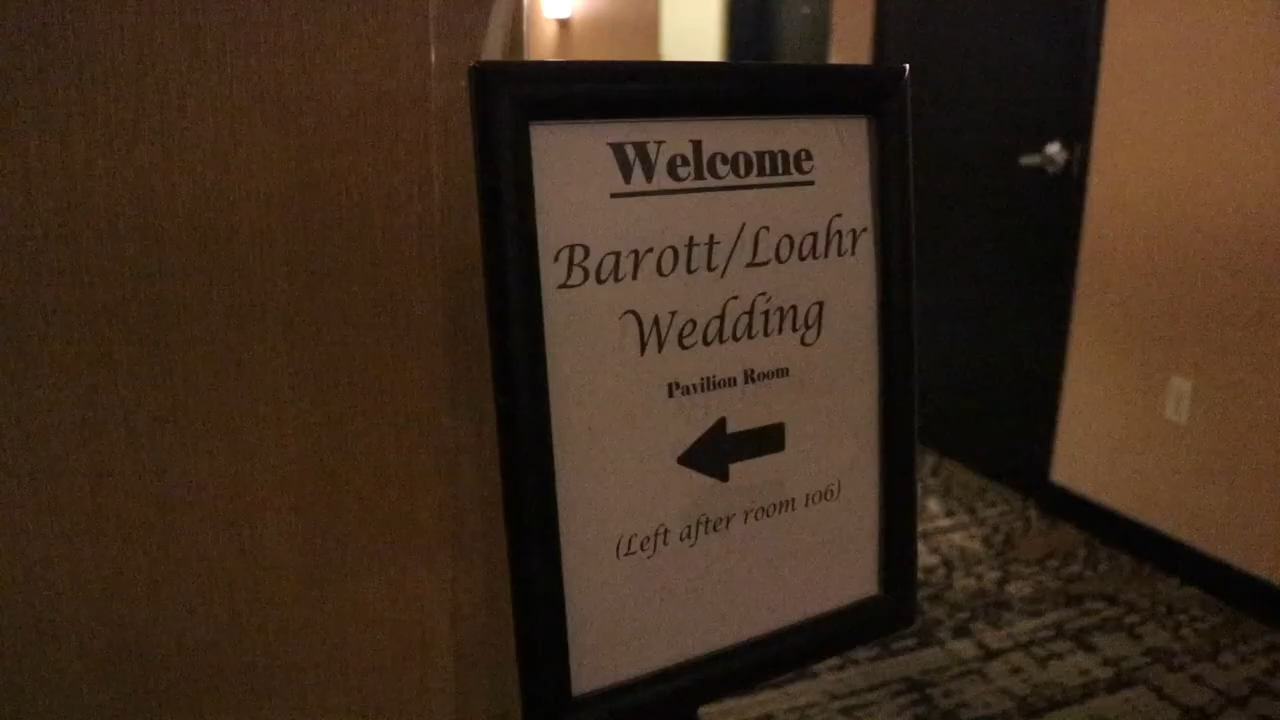 Welcome
Barott/Loahr
Wedding
Pavilion Room
(Left after room 106)